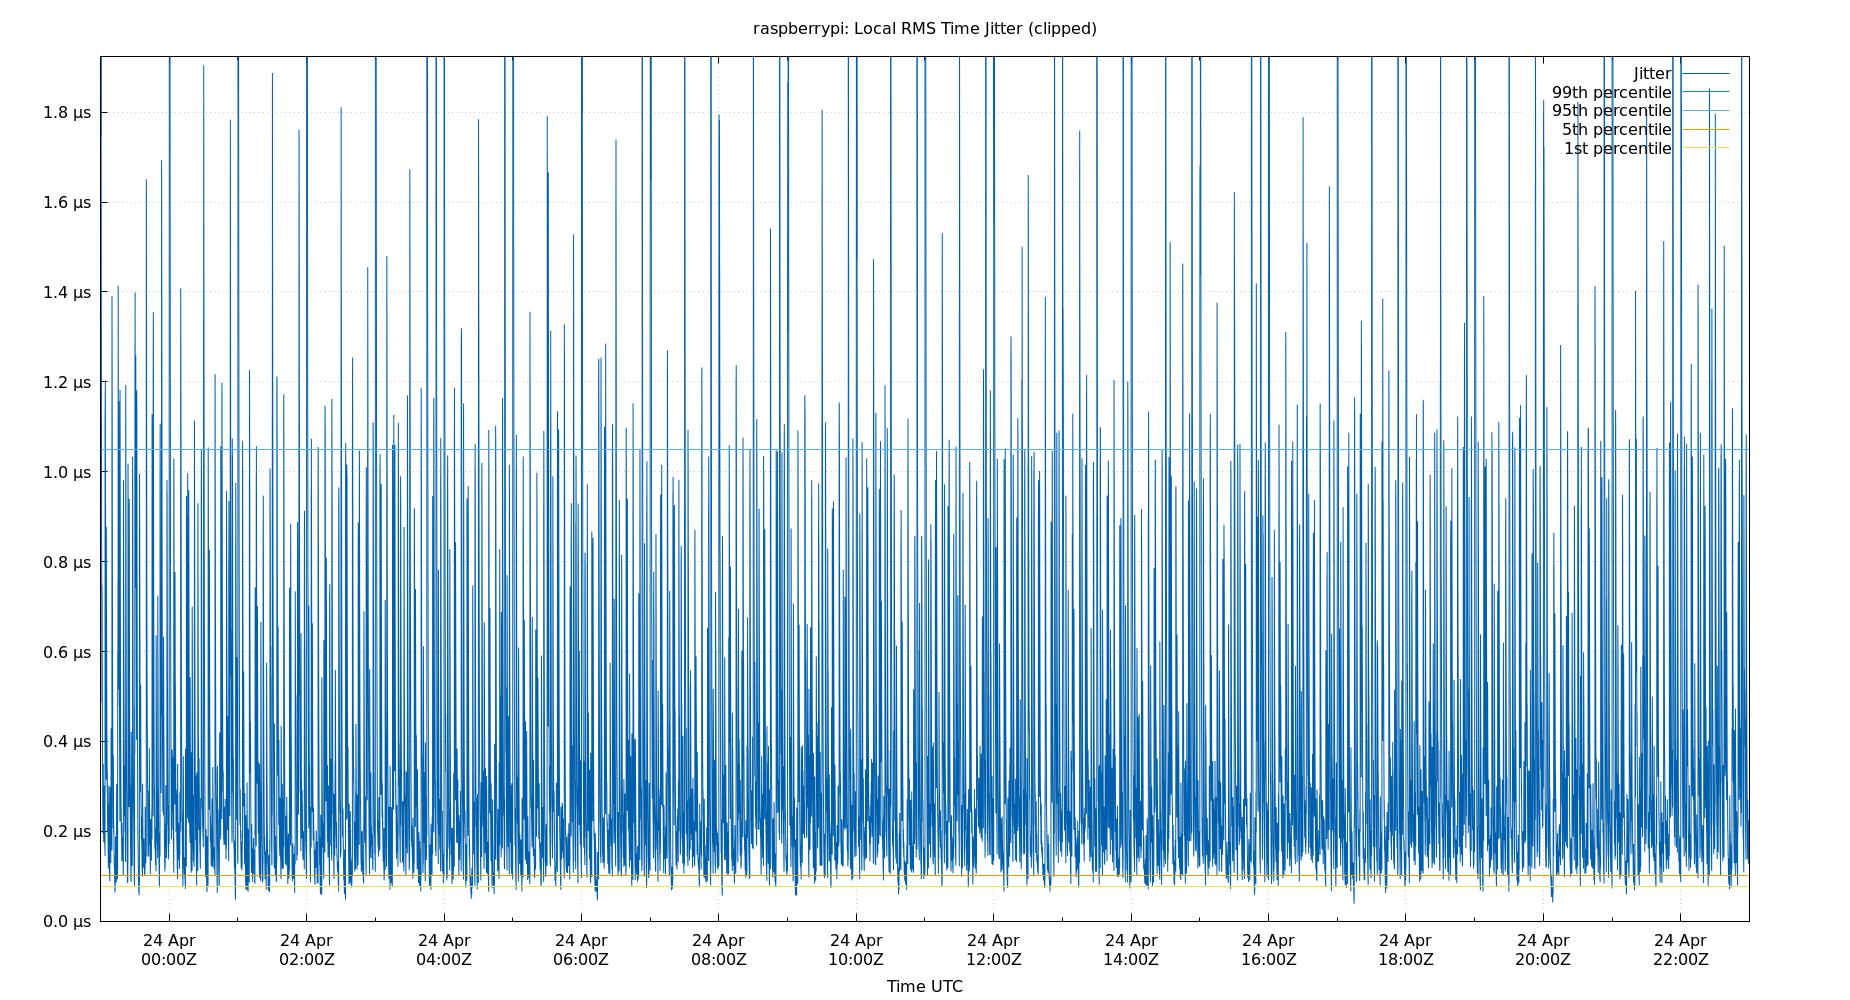 raspberrypi: Local RMS Time Jitter (clipped)
Jitter
99th percentile
95th percentile
5th percentile
1st percentile
1.8 µs
1.6 µs
1.4 µs
1.2 µs
1.0 µs
0.8 µs
0.6 µs
0.4 µs
0.2 µs
0.0 µs
24 Apr 24 Apr 24 Apr 24 Apr 24 Apr 24 Apr 24 Apr 24 Apr 24 Apr 24 Apr 24 Apr 24 Apr
00:00Z 02:00Z 04:00Z 06:00Z 08:00Z 10:00Z 12:00Z 14:00Z 16:00Z 18:00Z 20:00Z 22:00Z
Time UTC